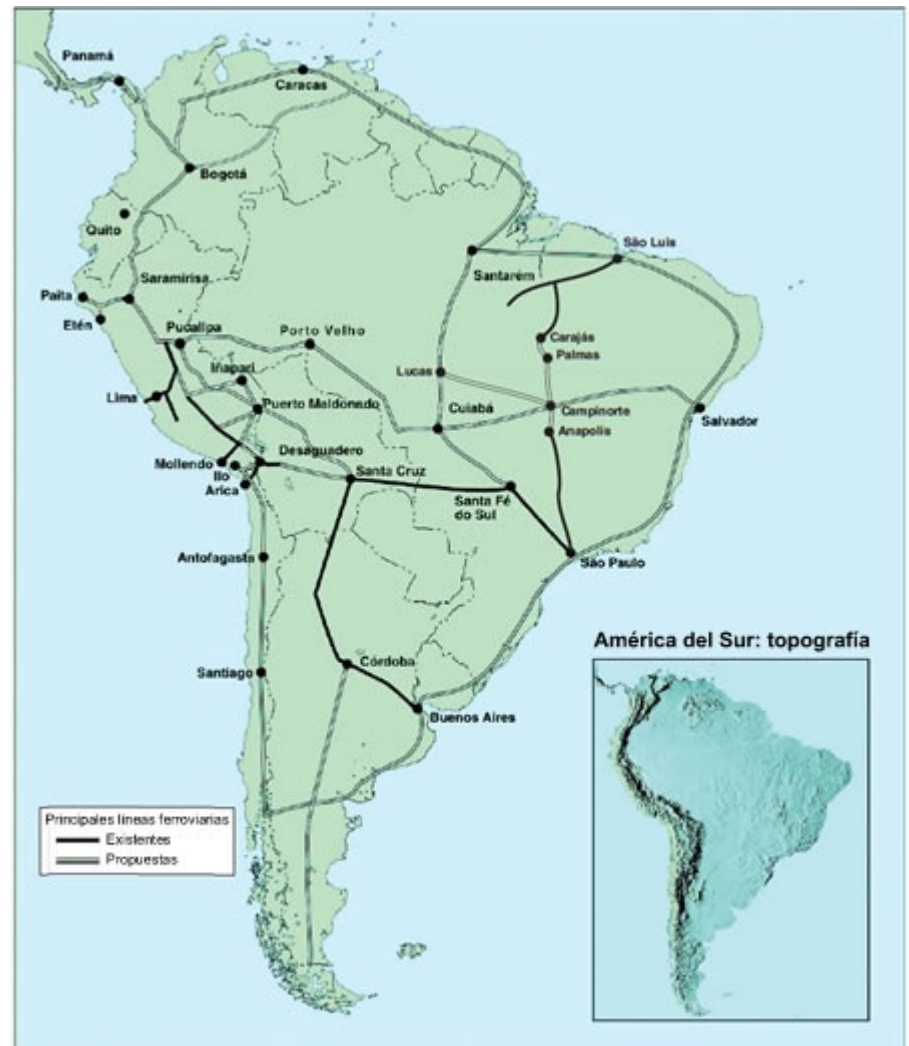 Panamá
Caracas
Bogotá
Quito
São Luis
Santarém
Saramirisa
Paita
Etén
Pucallpa
Porto Velho
Carajás
Palmas
Iñapari
Lucas
Lima
Puerto Maldonado
Cuiabá
Campinorte
Salvador
Anapolis
Desaguadero
Mollendo
Ilo
Santa Cruz
Arica
Santa Fé
do Sul
Antofagasta
São Paulo
América del Sur: topografía
Córdoba
Santiago
Buenos Aires
Principales líneas ferroviarias
Existentes
Propuestas